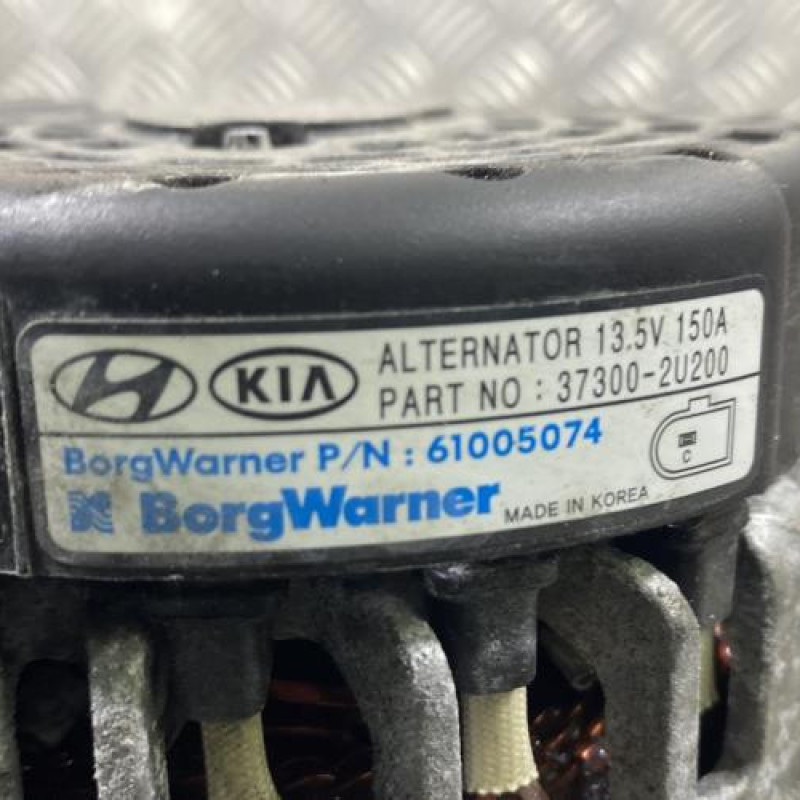 KIA
ALTERNATOR 13.5V 150A
PART NO : 37300-2U200
BorgWarner P/N : 61005074
BorgWarner MADE IN KOREA
C